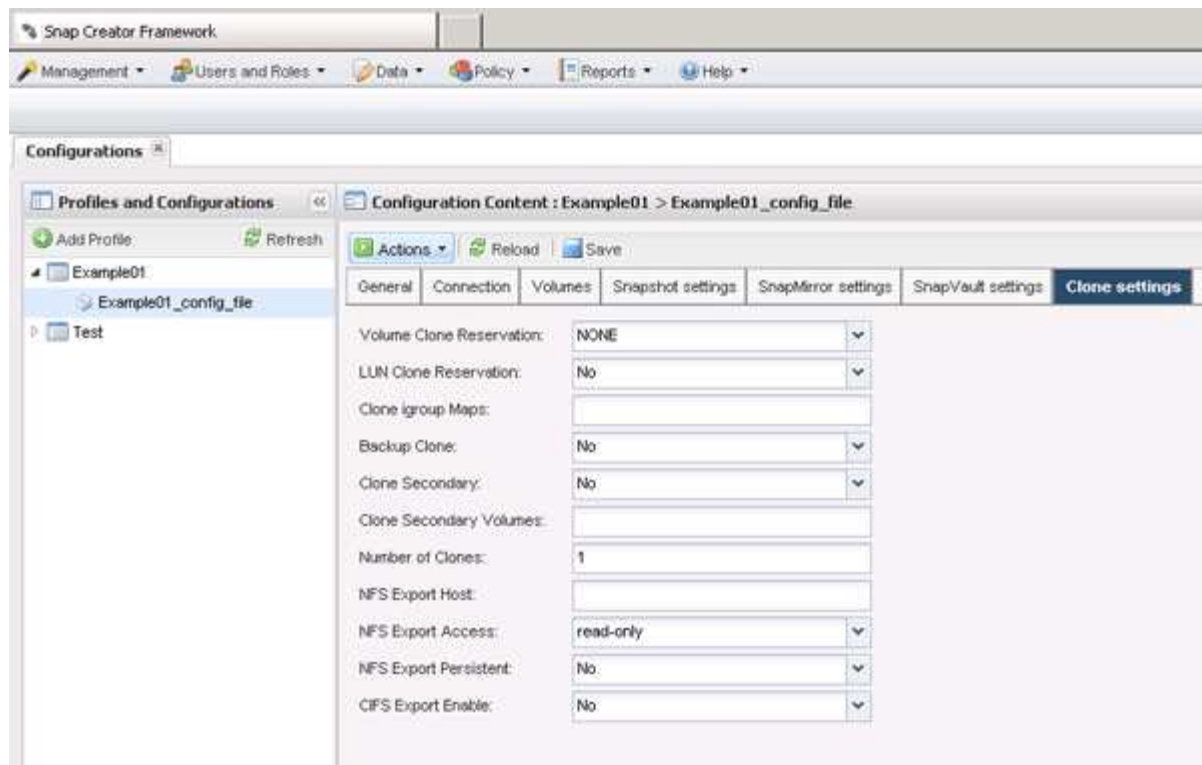 Snap Creator Framework
Management Users and Roles Data Policy Reports Help
Configurations
Profiles and Configurations
Configuration Content : Example01 > Example01_config_file
Add Profile Refresh
Actions Reload Save
Example01
Example01_config_file
Test
General Connection Volumes Snapshot settings SnapMirror settings SnapVault settings Clone settings
Volume Clone Reservation: NONE
LUN Clone Reservation: No
Clone igroup Maps:
Backup Clone: No
Clone Secondary: No
Clone Secondary Volumes:
Number of Clones: 1
NFS Export Host:
NFS Export Access: read-only
NFS Export Persistent: No
CIFS Export Enable: No